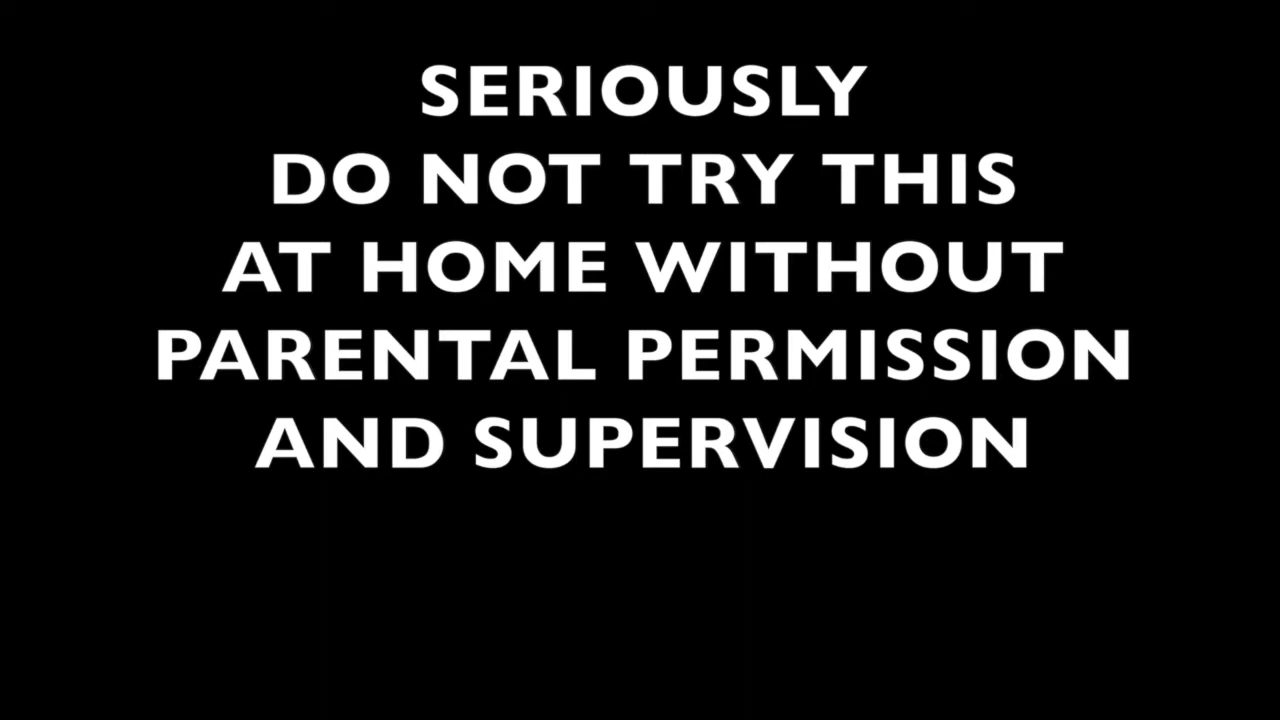 SERIOUSLY
DO NOT TRY THIS
AT HOME WITHOUT
PARENTAL PERMISSION
AND SUPERVISION